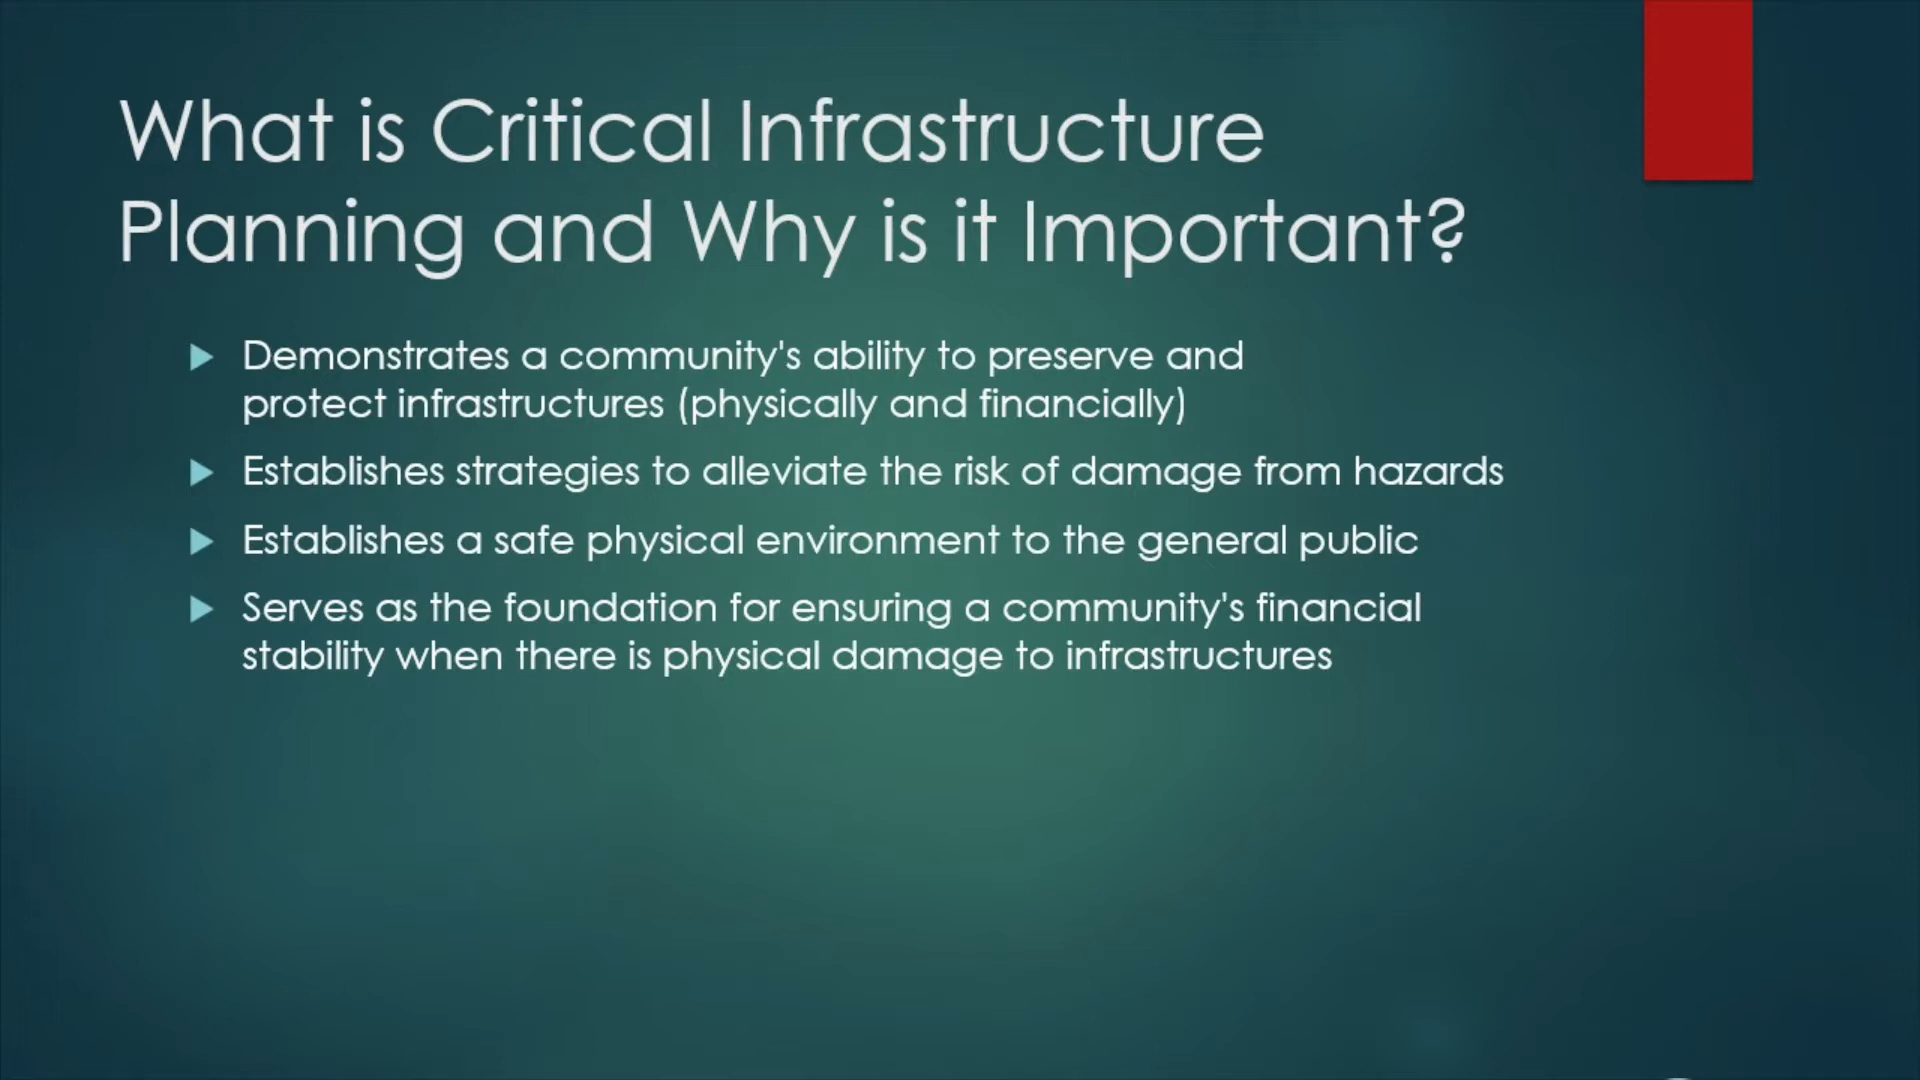 What is Critical Infrastructure
Planning and Why is it Important?
Demonstrates a community's ability to preserve and
protect infrastructures (physically and financially)
Establishes strategies to alleviate the risk of damage from hazards
Establishes a safe physical environment to the general public
Serves as the foundation for ensuring a community's financial
stability when there is physical damage to infrastructures